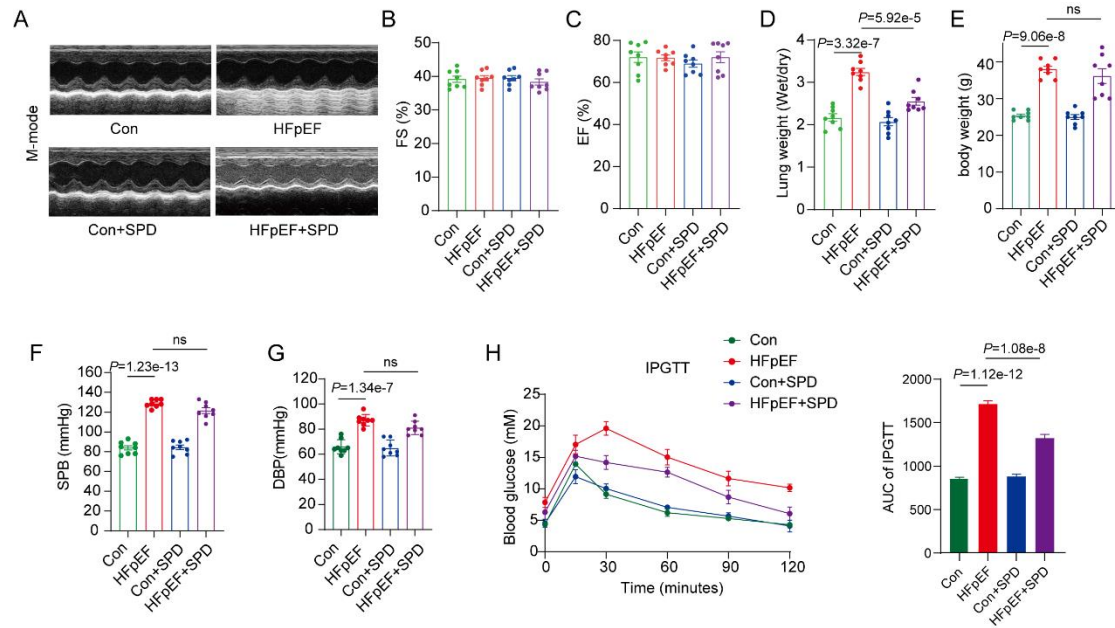 A
M-mode
Con
HFpEF
Con+SPD
HFpEF+SPD
B
FS (%)
50
40
30
20
10
0
Con
HFpEF
Con+SPD
HFpEF+SPD
C
EF (%)
80
60
40
20
0
Con
HFpEF
Con+SPD
HFpEF+SPD
D
P=5.92e-5
P=3.32e-7
Lung weight (Wet/dry)
4
3
2
1
0
Con
HFpEF
Con+SPD
HFpEF+SPD
E
ns
P=9.06e-8
body weight (g)
40
30
20
10
0
Con
HFpEF
Con+SPD
HFpEF+SPD
F
ns
P=1.23e-13
SPB (mmHg)
160
140
120
100
80
60
40
20
0
Con
HFpEF
Con+SPD
HFpEF+SPD
G
ns
P=1.34e-7
DBP(mmHg)
120
100
80
60
40
20
0
Con
HFpEF
Con+SPD
HFpEF+SPD
H
IPGTT
Con
HFpEF
Con+SPD
HFpEF+SPD
Blood glucose (mM)
25
20
15
10
5
0
0
30
60
90
120
Time (minutes)
P=1.08e-8
P=1.12e-12
AUC of IPGTT
2000
1500
1000
500
0
Con
HFpEF
Con+SPD
HFpEF+SPD